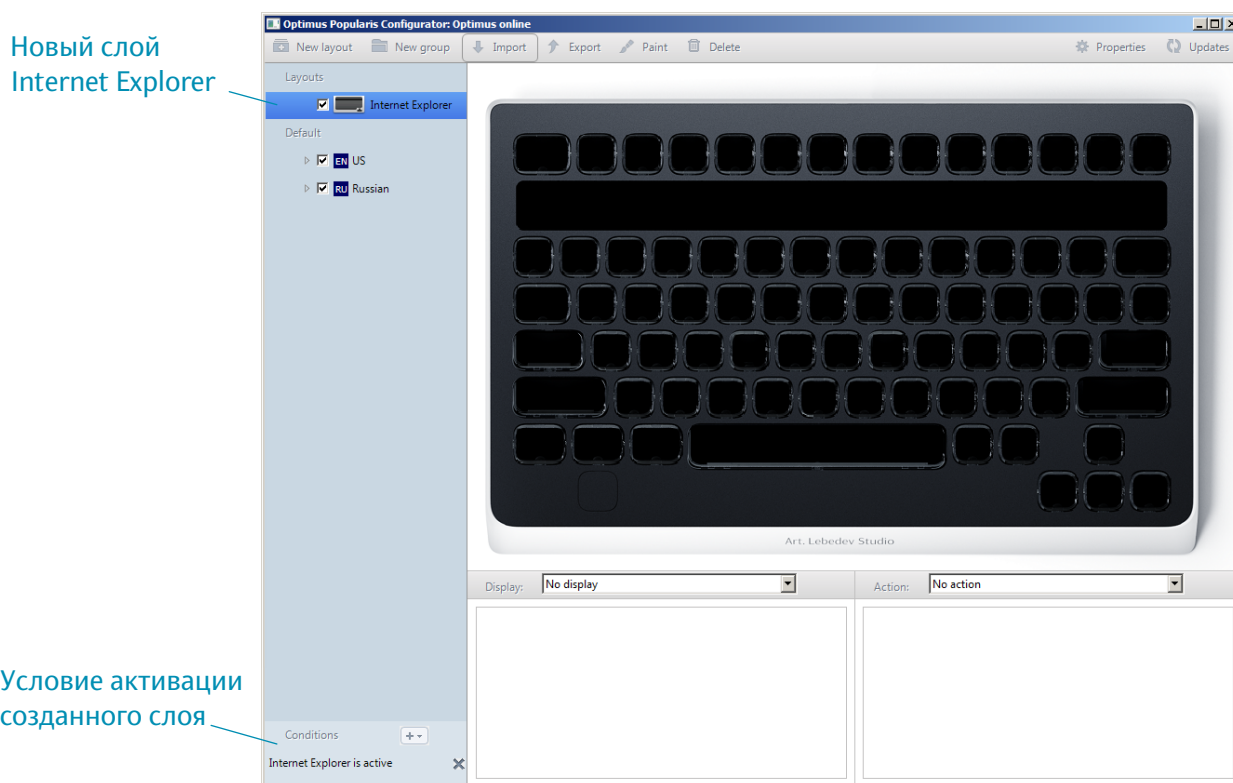 Optimus Popularis Configurator: Optimus online
New layout New group Import Export Paint Delete Properties Updates
Новый слой
Internet Explorer
Layouts
Internet Explorer
Default
EN US
RU Russian
Art. Lebedev Studio
Display: No display Action: No action
Условие активации
созданного слоя
Conditions
Internet Explorer is active